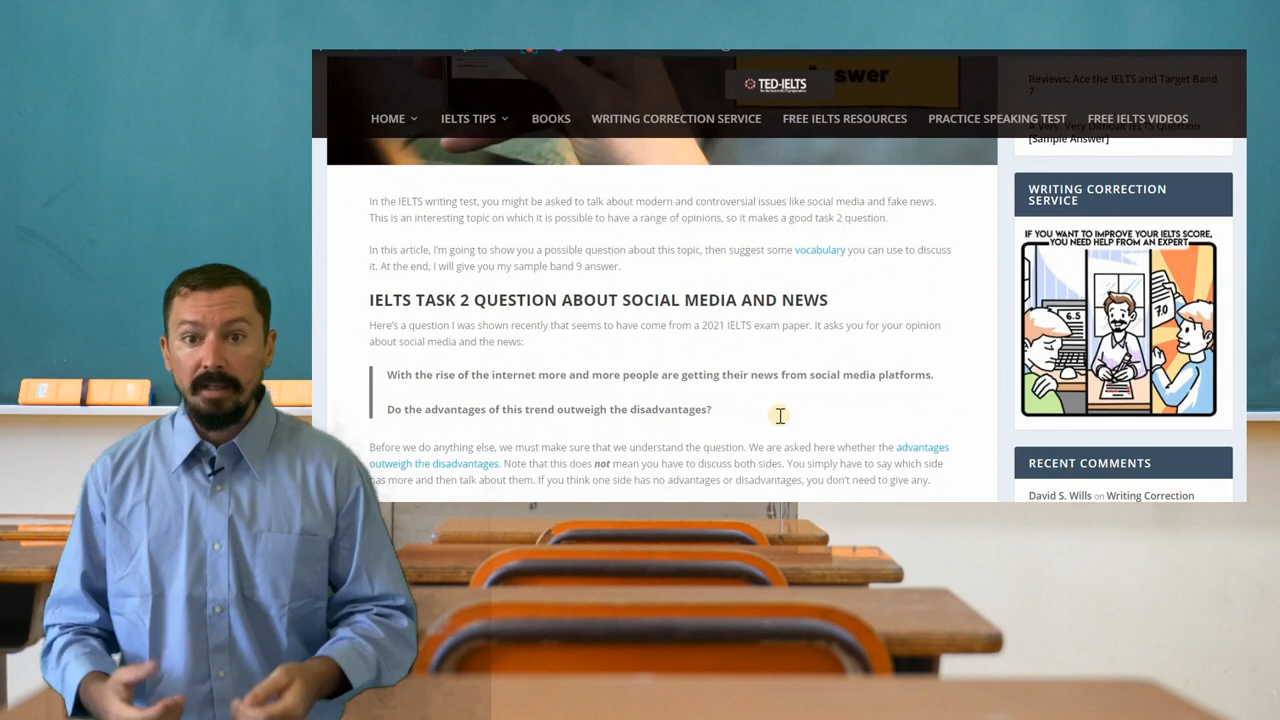 swer
TED-IELTS
HOME
IELTS TIPS
BOOKS
WRITING CORRECTION SERVICE
FREE IELTS RESOURCES
PRACTICE SPEAKING TEST
FREE IELTS VIDEOS
In the IELTS writing test, you might be asked to talk about modern and controversial issues like social media and fake news.
This is an interesting topic on which it is possible to have a range of opinions, so it makes a good task 2 question.
In this article, I'm going to show you a possible question about this topic, then suggest some vocabulary you can use to discuss
it. At the end, I will give you my sample band 9 answer.
IELTS TASK 2 QUESTION ABOUT SOCIAL MEDIA AND NEWS
Here's a question I was shown recently that seems to have come from a 2021 IELTS exam paper. It asks you for your opinion
about social media and the news:
With the rise of the internet more and more people are getting their news from social media platforms.
Do the advantages of this trend outweigh the disadvantages?
Before we do anything else, we must make sure that we understand the question. We are asked here whether the advantages
outweigh the disadvantages. Note that this does not mean you have to discuss both sides. You simply have to say which side
has more and then talk about them. If you think one side has no advantages or disadvantages, you don't need to give any.
Reviews: Ace the IELTS and Target Band
7
A Very Very Difficult IELTS Question
[Sample Answer]
WRITING CORRECTION
SERVICE
IF YOU WANT TO IMPROVE YOUR IELTS SCORE,
YOU NEED HELP FROM AN EXPERT
6.5
7.0
RECENT COMMENTS
David S. Wills on Writing Correction